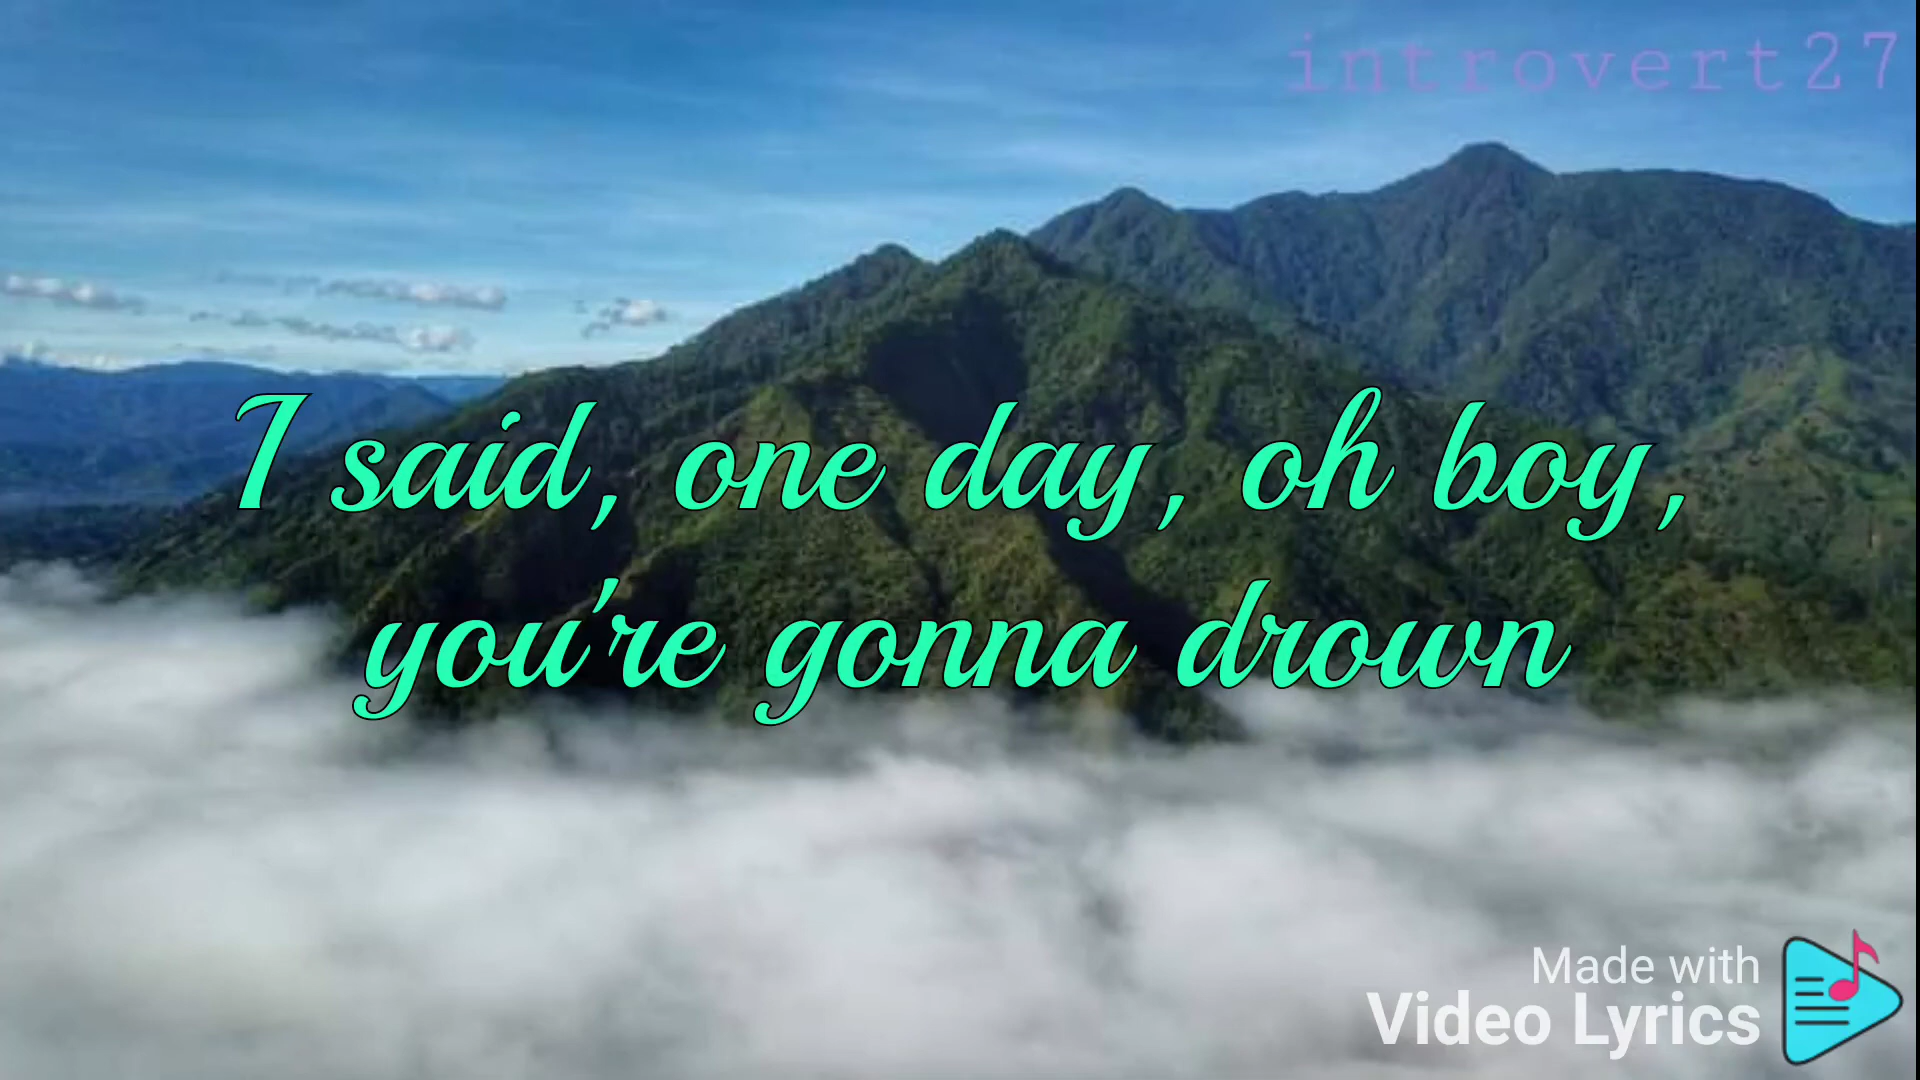 introvert27
I said, one day, oh boy,
you're gonna drown
Made with
Video Lyrics